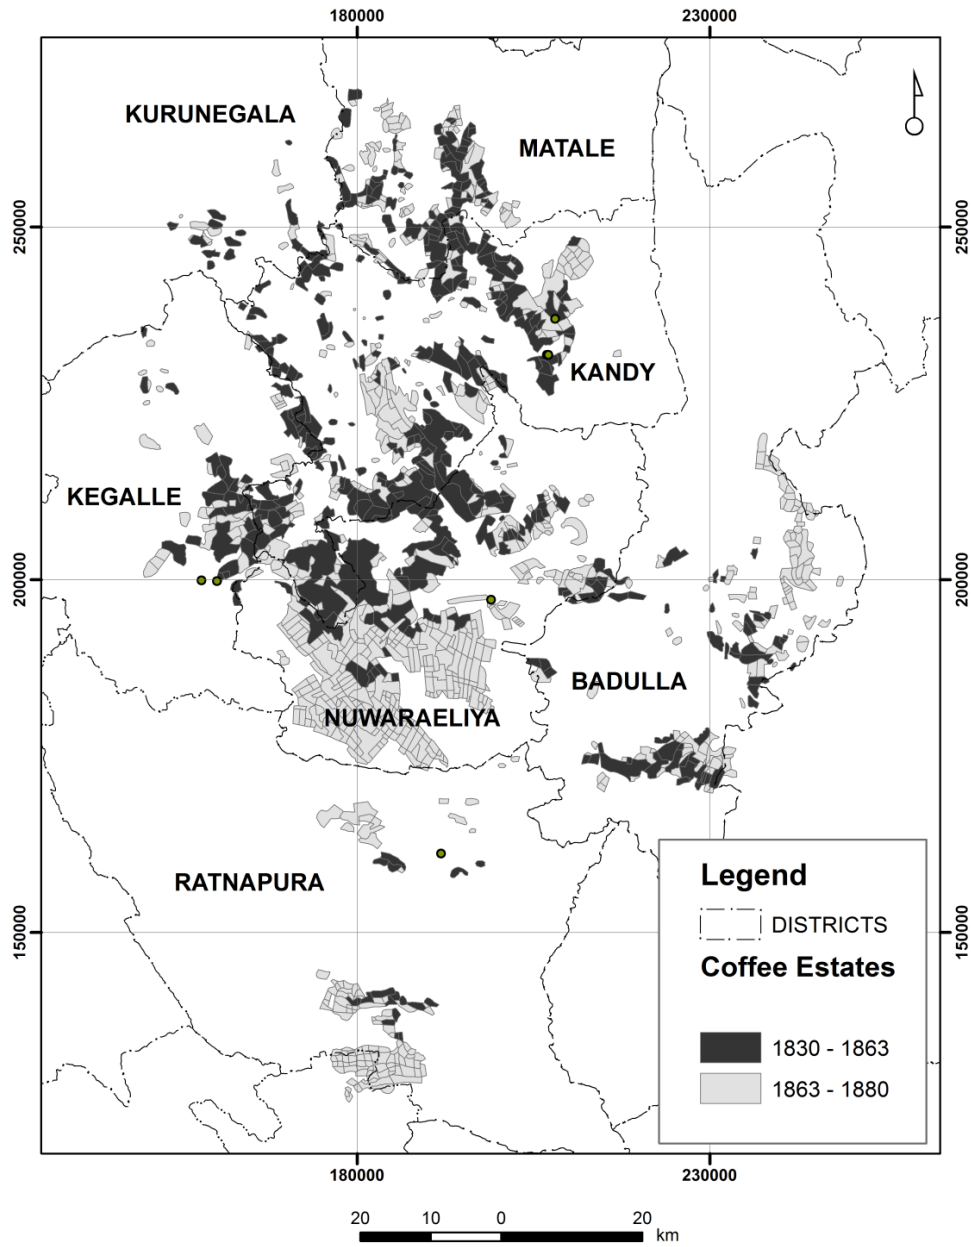 180000 230000
KURUNEGALA
MATALE
250000 250000
KANDY
KEGALLE
200000 200000
BADULLA
NUWARAELIYA
RATNAPURA
Legend
DISTRICTS
150000 150000
Coffee Estates
1830 - 1863
1863 - 1880
180000 230000
20 10 0 20
km